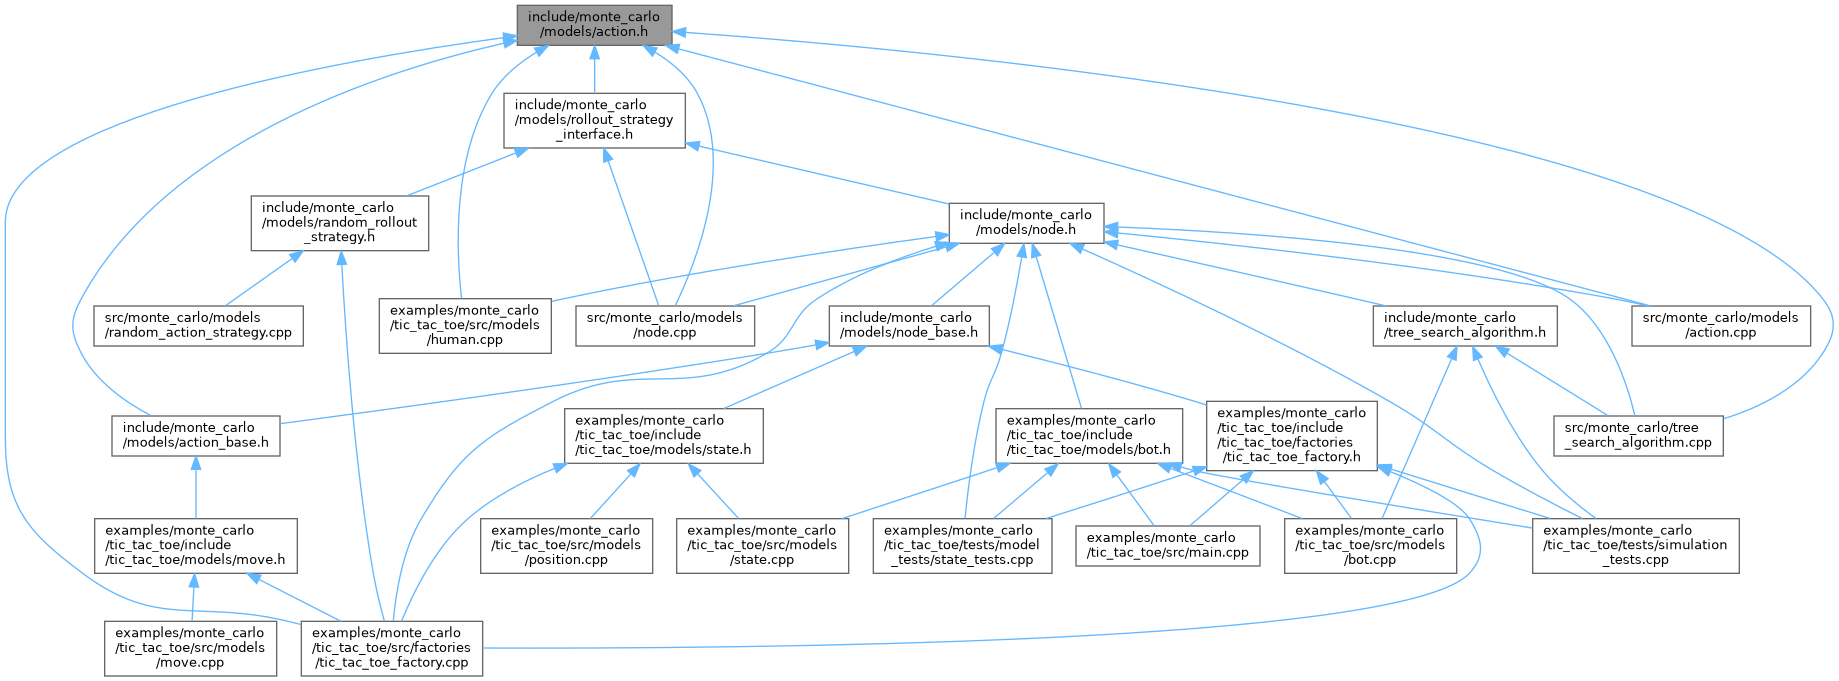 include/monte_carlo
/models/action.h
include/monte_carlo
/models/rollout_strategy
_interface.h
include/monte_carlo
/models/random_rollout
_strategy.h
include/monte_carlo
/models/node.h
src/monte_carlo/models
/random_action_strategy.cpp
examples/monte_carlo
/tic_tac_toe/src/models
/human.cpp
src/monte_carlo/models
/node.cpp
include/monte_carlo
/models/node_base.h
include/monte_carlo
/tree_search_algorithm.h
src/monte_carlo/models
/action.cpp
include/monte_carlo
/models/action_base.h
examples/monte_carlo
/tic_tac_toe/include
/tic_tac_toe/models/state.h
examples/monte_carlo
/tic_tac_toe/include
/tic_tac_toe/models/bot.h
examples/monte_carlo
/tic_tac_toe/include
/tic_tac_toe/factories
/tic_tac_toe_factory.h
src/monte_carlo/tree
_search_algorithm.cpp
examples/monte_carlo
/tic_tac_toe/include
/tic_tac_toe/models/move.h
examples/monte_carlo
/tic_tac_toe/src/models
/position.cpp
examples/monte_carlo
/tic_tac_toe/src/models
/state.cpp
examples/monte_carlo
/tic_tac_toe/tests/model
_tests/state_tests.cpp
examples/monte_carlo
/tic_tac_toe/src/main.cpp
examples/monte_carlo
/tic_tac_toe/src/models
/bot.cpp
examples/monte_carlo
/tic_tac_toe/tests/simulation
_tests.cpp
examples/monte_carlo
/tic_tac_toe/src/models
/move.cpp
examples/monte_carlo
/tic_tac_toe/src/factories
/tic_tac_toe_factory.cpp